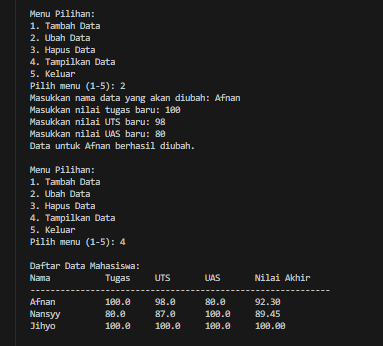 Menu Pilihan:
1. Tambah Data
2. Ubah Data
3. Hapus Data
4. Tampilkan Data
5. Keluar
Pilih menu (1-5): 2
Masukkan nama data yang akan diubah: Afnan
Masukkan nilai tugas baru: 100
Masukkan nilai UTS baru: 98
Masukkan nilai UAS baru: 80
Data untuk Afnan berhasil diubah.

Menu Pilihan:
1. Tambah Data
2. Ubah Data
3. Hapus Data
4. Tampilkan Data
5. Keluar
Pilih menu (1-5): 4

Daftar Data Mahasiswa:
Nama Tugas UTS UAS Nilai Akhir
------------------------------------------------------------
Afnan 100.0 98.0 80.0 92.30
Nansyy 80.0 87.0 100.0 89.45
Jihyo 100.0 100.0 100.0 100.00